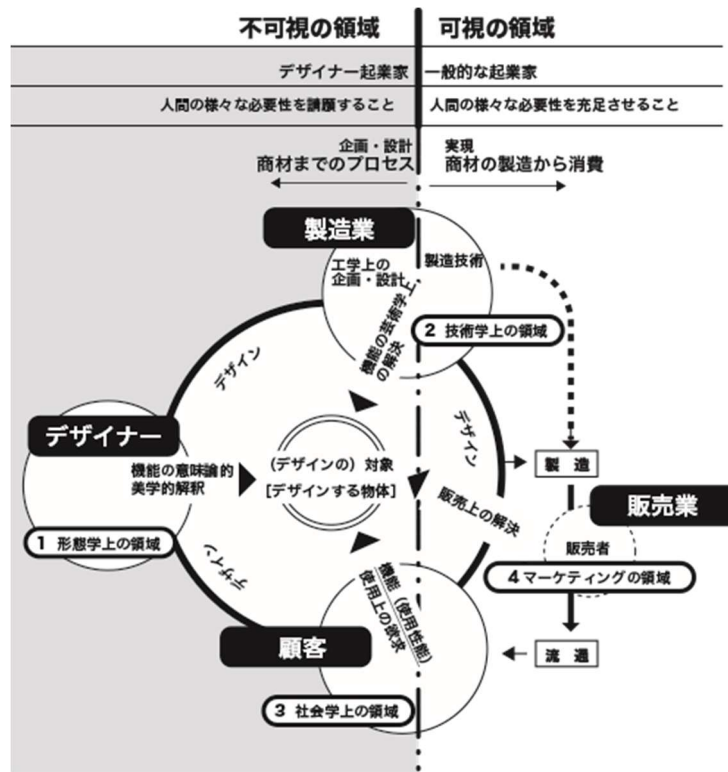 不可視の領域
可視の領域
デザイナー起業家
一般的な起業家
人間の様々な必要性を請願すること
人間の様々な必要性を充足させること
企画・設計
商材までのプロセス
実現
商材の製造から消費
製造業
工学上の
企画・設計
製造技術
機能の芸術学上
の解決
2 技術学上の領域
デザイン
デザイン
デザイナー
機能の意味論的
美学的解釈
(デザインの)対象
[デザインする物体]
1 形態学上の領域
製 造
販売業
販売上の解決
販売者
4 マーケティングの領域
デザイン
機能(使用性能)
使用上の欲求
顧客
流 通
3 社会学上の領域